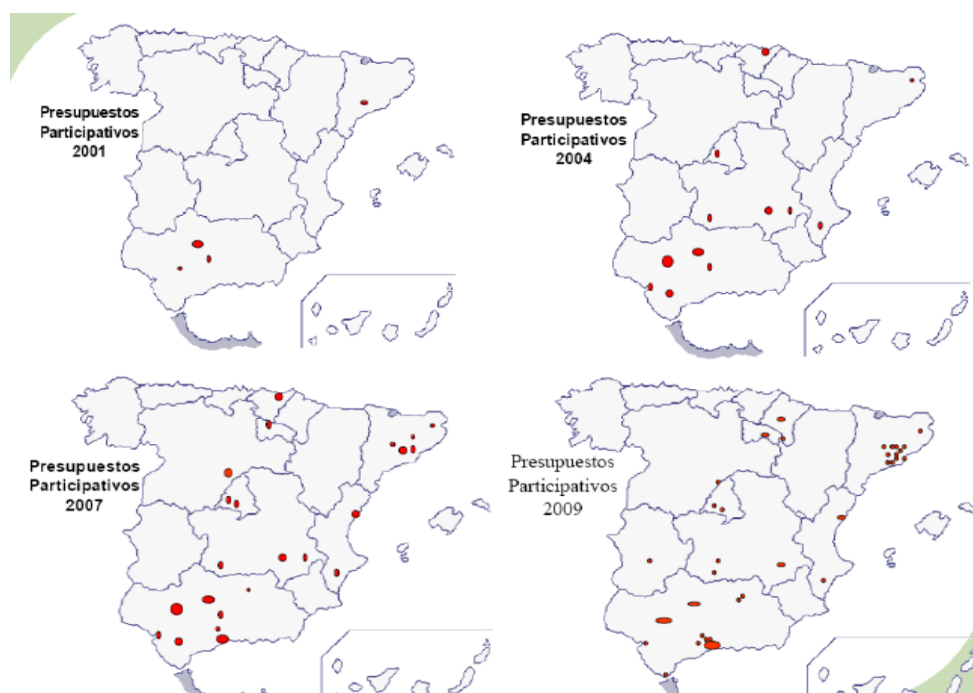 Presupuestos
Participativos
2001
Presupuestos
Participativos
2004
Presupuestos
Participativos
2007
Presupuestos
Participativos
2009